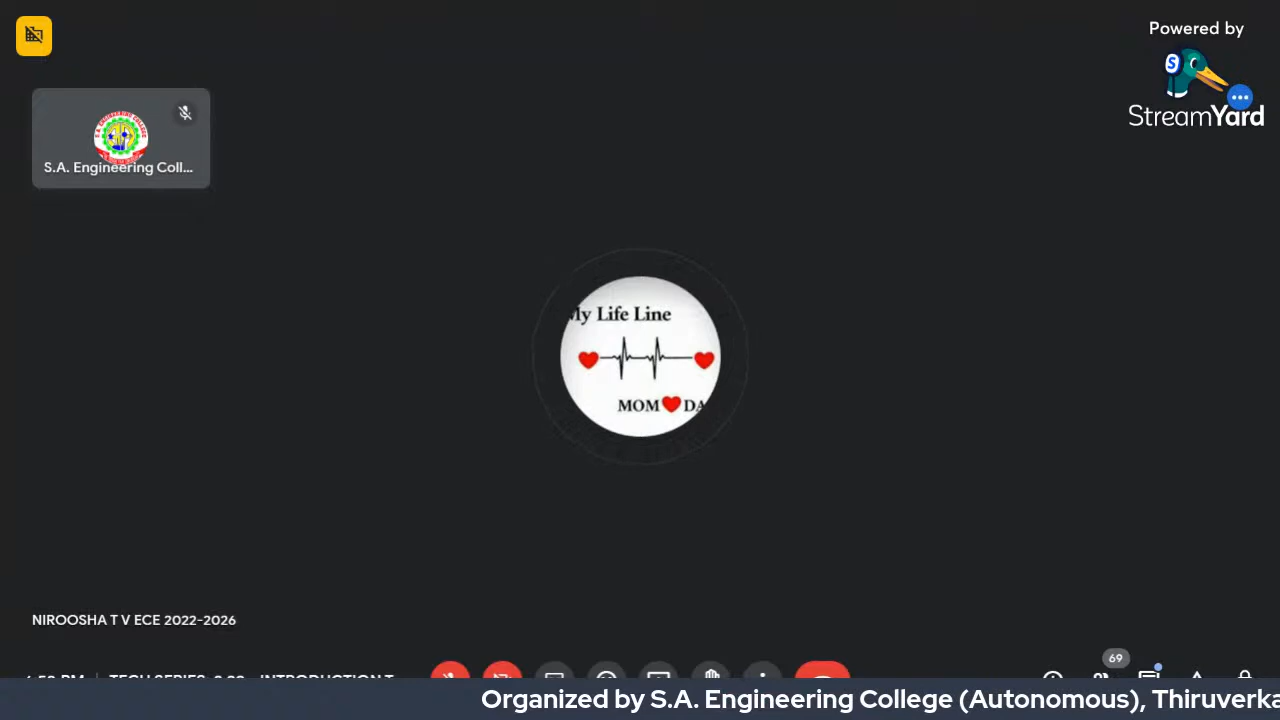 Powered by
S
StreamYard
S.A. Engineering Coll...
My Life Line
MOM DA
NIROOSHA T V ECE 2022-2026
69
Organized by S.A. Engineering College (Autonomous), Thiruverka